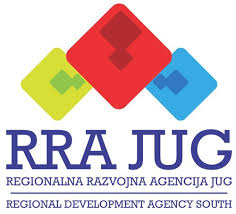 RRA JUG
REGIONALNA RAZVOJNA AGENCIJA JUG
REGIONAL DEVELOPMENT AGENCY SOUTH